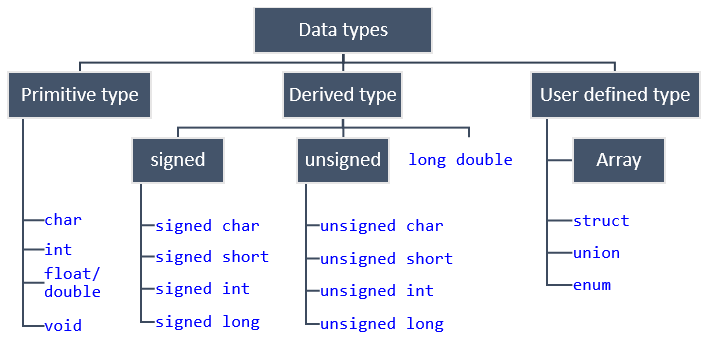 Data types
Primitive type
Derived type
User defined type
signed
unsigned
long double
Array
char
int
float/
double
void
signed char
signed short
signed int
signed long
unsigned char
unsigned short
unsigned int
unsigned long
struct
union
enum